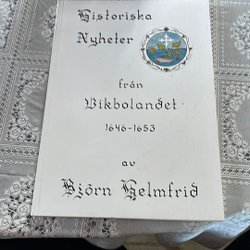 Historiska
Nyheter
från
Vikbolandet
1646-1653
av
Björn Helmfrid